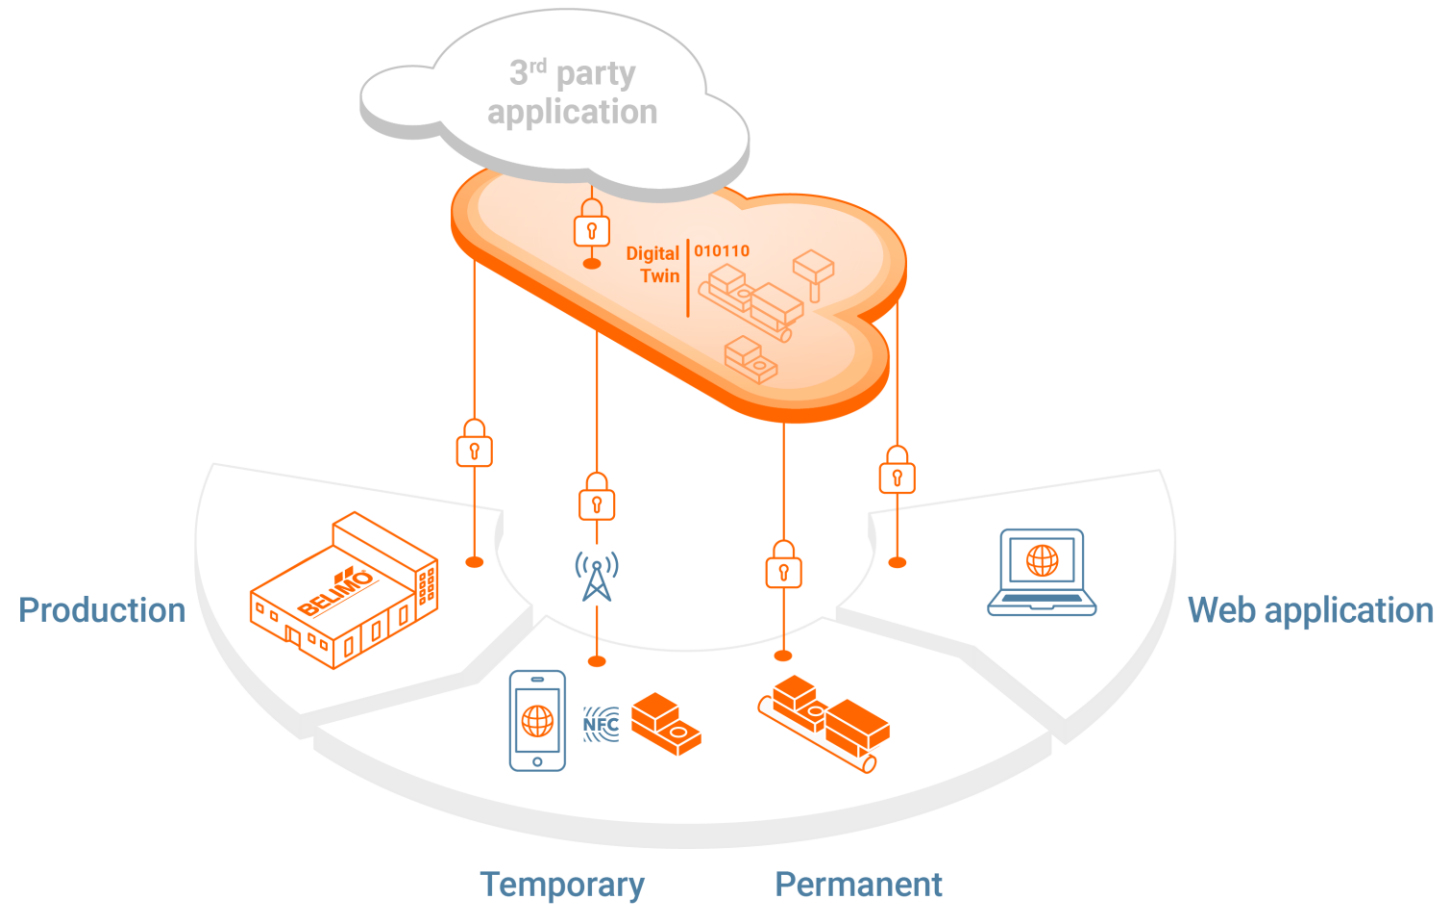 3rd party
application
Digital
Twin
010110
BELIMO
Production
Web application
NFC
Temporary
Permanent